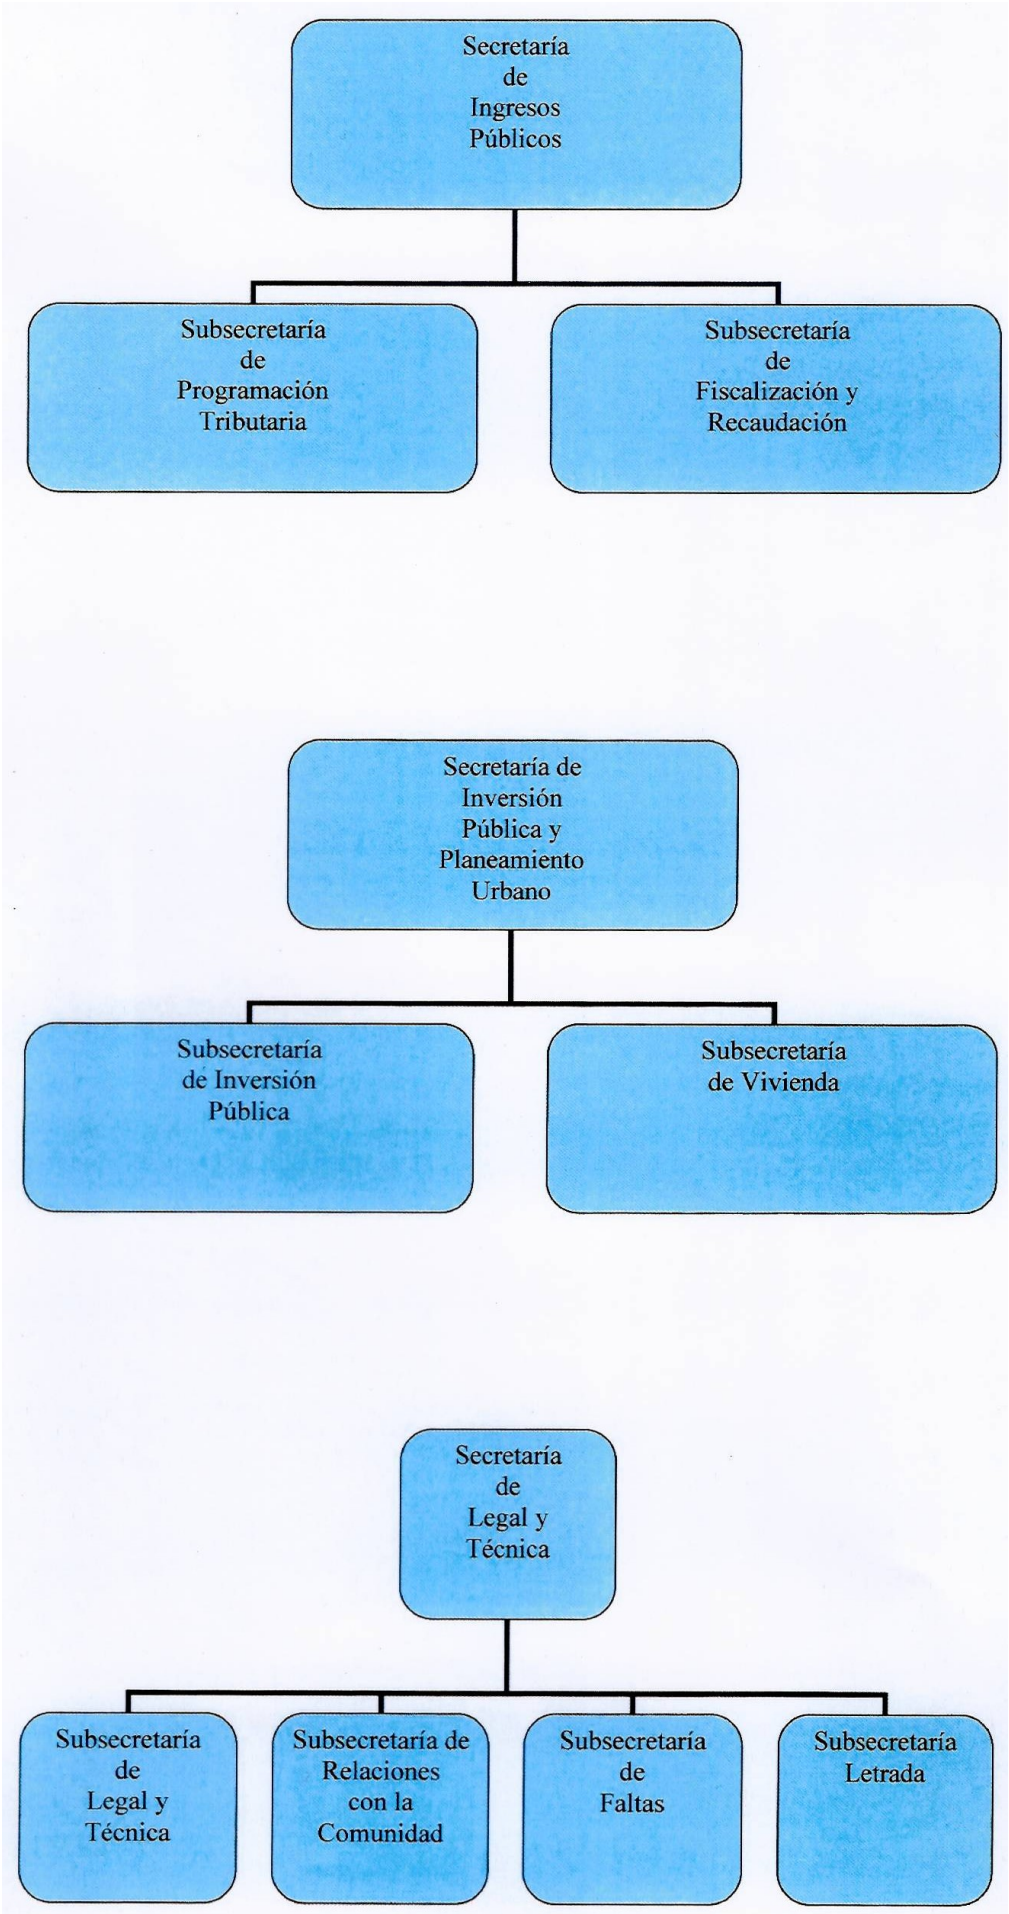 Secretaría
de
Ingresos
Públicos
Subsecretaría
de
Programación
Tributaria
Subsecretaría
de
Fiscalización y
Recaudación
Secretaría de
Inversión
Pública y
Planeamiento
Urbano
Subsecretaría
de Inversión
Pública
Subsecretaría
de Vivienda
Secretaría
de
Legal y
Técnica
Subsecretaría
de
Legal y
Técnica
Subsecretaría de
Relaciones
con la
Comunidad
Subsecretaría
de
Faltas
Subsecretaría
Letrada